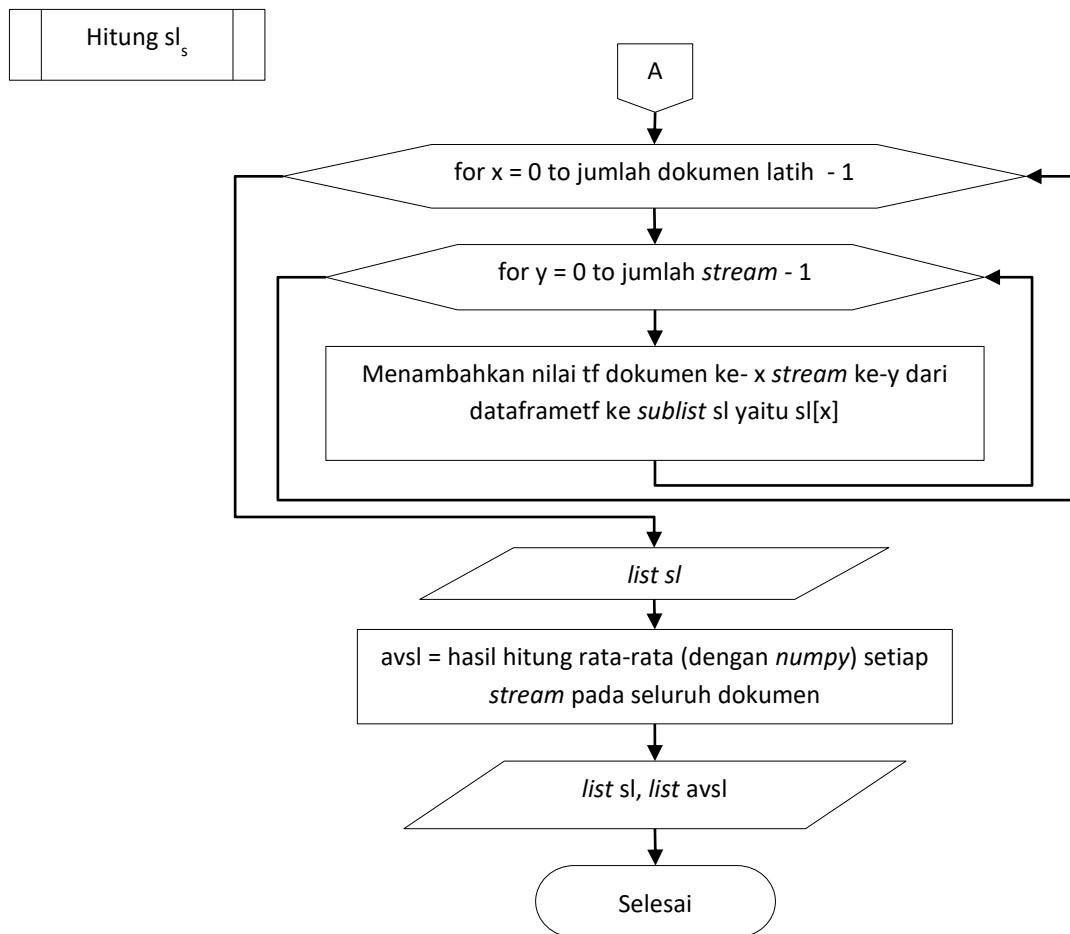 Hitung sls
A
for x = 0 to jumlah dokumen latih - 1
for y = 0 to jumlah stream - 1
Menambahkan nilai tf dokumen ke- x stream ke-y dari
dataframetf ke sublist sl yaitu sl[x]
list sl
avsl = hasil hitung rata-rata (dengan numpy) setiap
stream pada seluruh dokumen
list sl, list avsl
Selesai